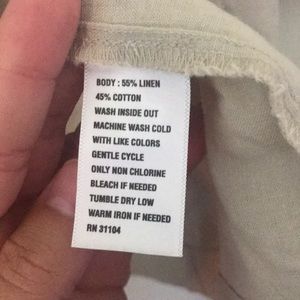 BODY : 55% LINEN
45% COTTON
WASH INSIDE OUT
MACHINE WASH COLD
WITH LIKE COLORS
GENTLE CYCLE
ONLY NON CHLORINE
BLEACH IF NEEDED
TUMBLE DRY LOW
WARM IRON IF NEEDED
RN 31104